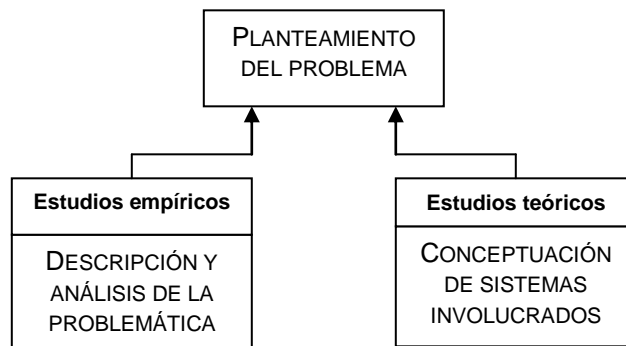 PLANTEAMIENTO
DEL PROBLEMA
Estudios empíricos
DESCRIPCIÓN Y
ANÁLISIS DE LA
PROBLEMÁTICA
Estudios teóricos
CONCEPTUACIÓN
DE SISTEMAS
INVOLUCRADOS